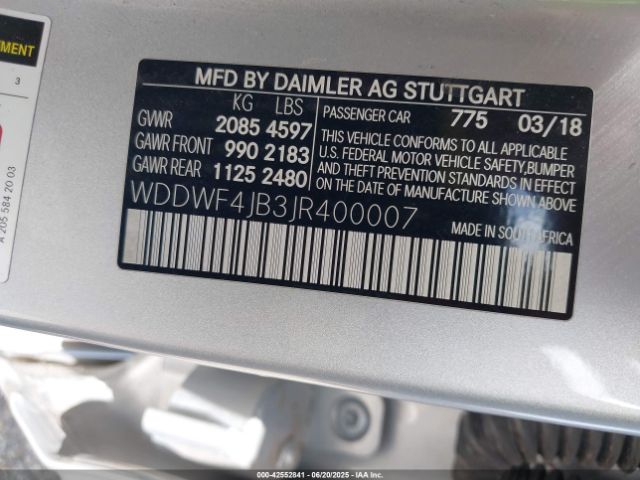 MENT
3
A 205 584 20 03
MFD BY DAIMLER AG STUTTGART
KG LBS
GVWR 2085 4597
GAWR FRONT 990 2183
GAWR REAR 1125 2480
PASSENGER CAR 775 03/18
THIS VEHICLE CONFORMS TO ALL APPLICABLE
U.S. FEDERAL MOTOR VEHICLE SAFETY,BUMPER
AND THEFT PREVENTION STANDARDS IN EFFECT
ON THE DATE OF MANUFACTURE SHOWN ABOVE
WDDWF4JB3JR400007
MADE IN SOUTH AFRICA
000-42552841 - 06/20/2025 - IAAI.COM